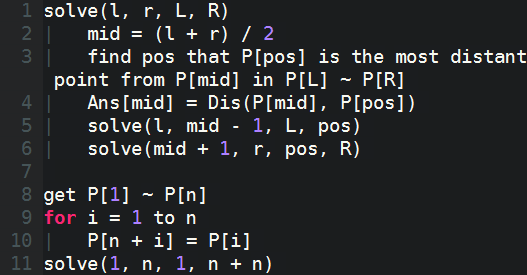 1 solve(l, r, L, R)
2 | mid = (l + r) / 2
3 | find pos that P[pos] is the most distant
point from P[mid] in P[L] ~ P[R]
4 | Ans[mid] = Dis(P[mid], P[pos])
5 | solve(l, mid - 1, L, pos)
6 | solve(mid + 1, r, pos, R)
7
8 get P[1] ~ P[n]
9 for i = 1 to n
10 | P[n + i] = P[i]
11 solve(1, n, 1, n + n)